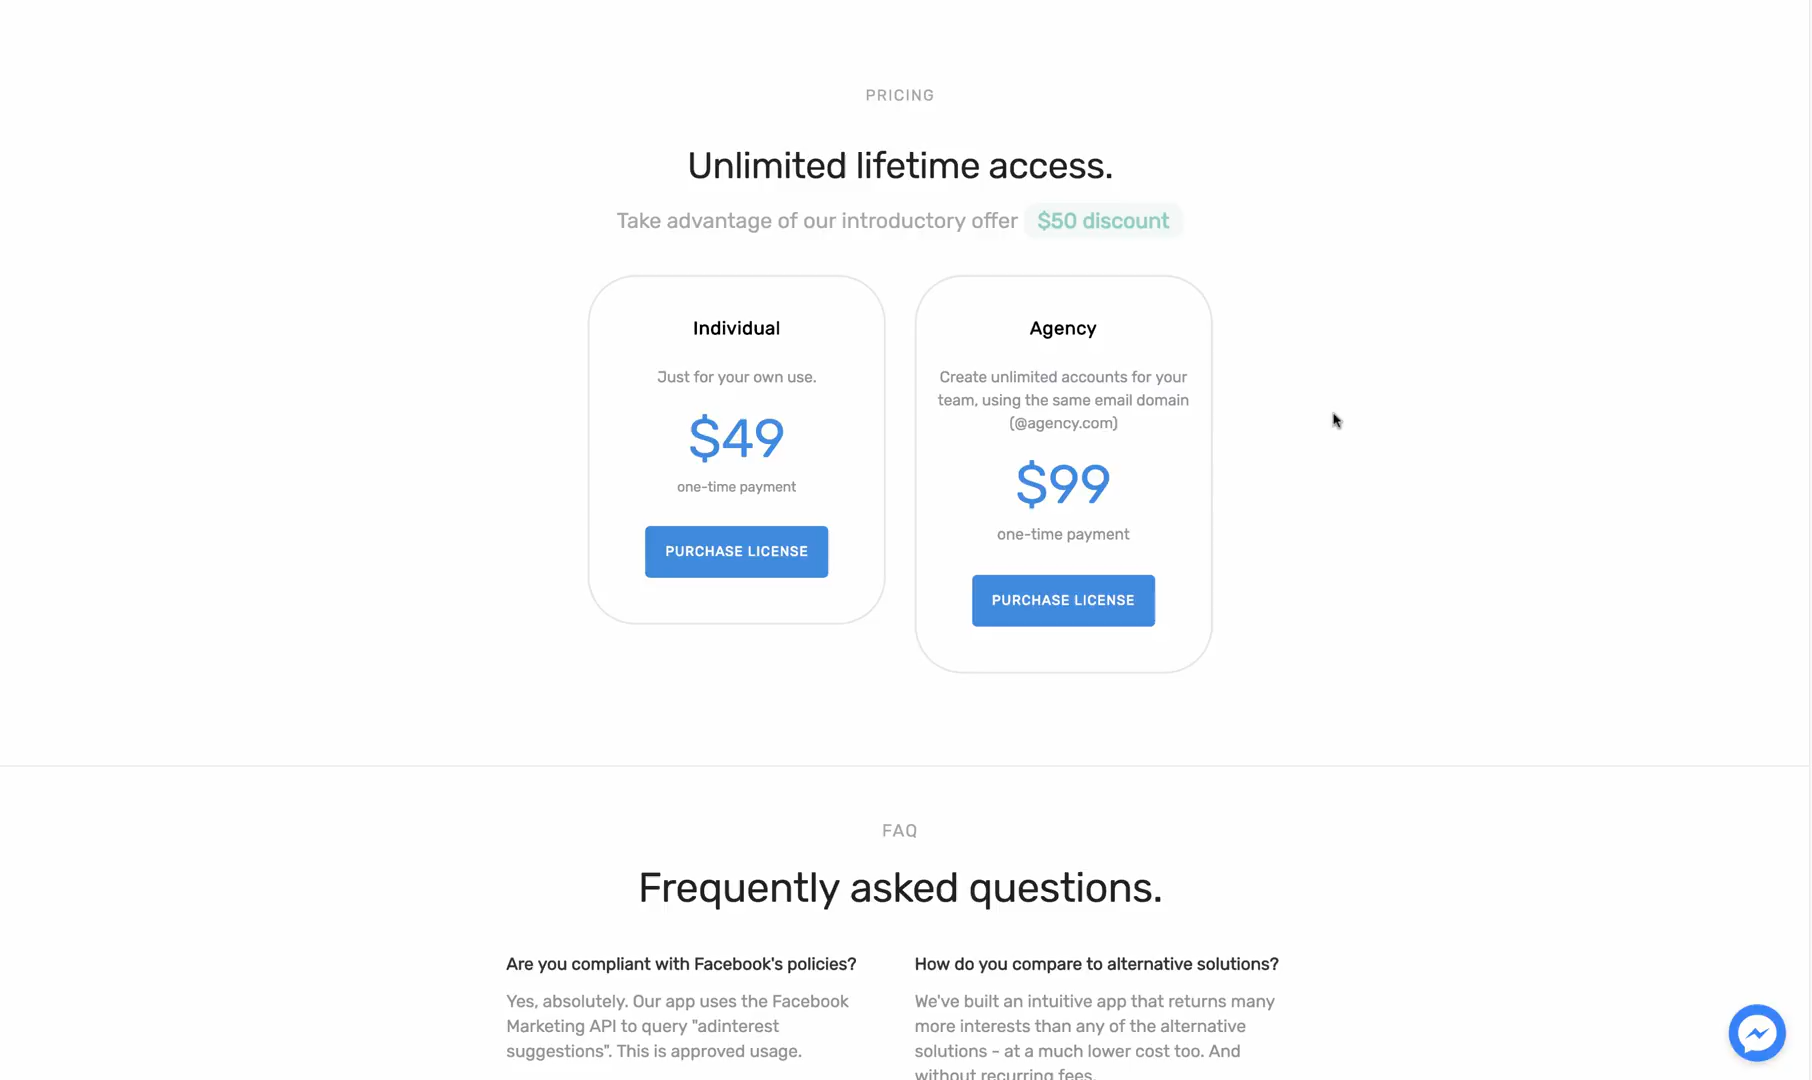 PRICING
Unlimited lifetime access.
Take advantage of our introductory offer $50 discount
Individual
Just for your own use.
$49
one-time payment
PURCHASE LICENSE
Agency
Create unlimited accounts for your
team, using the same email domain
(@agency.com)
$99
one-time payment
PURCHASE LICENSE
FAQ
Frequently asked questions.
Are you compliant with Facebook's policies?
Yes, absolutely. Our app uses the Facebook
Marketing API to query "adinterest
suggestions". This is approved usage.
How do you compare to alternative solutions?
We've built an intuitive app that returns many
more interests than any of the alternative
solutions - at a much lower cost too. And
without recurring fees.